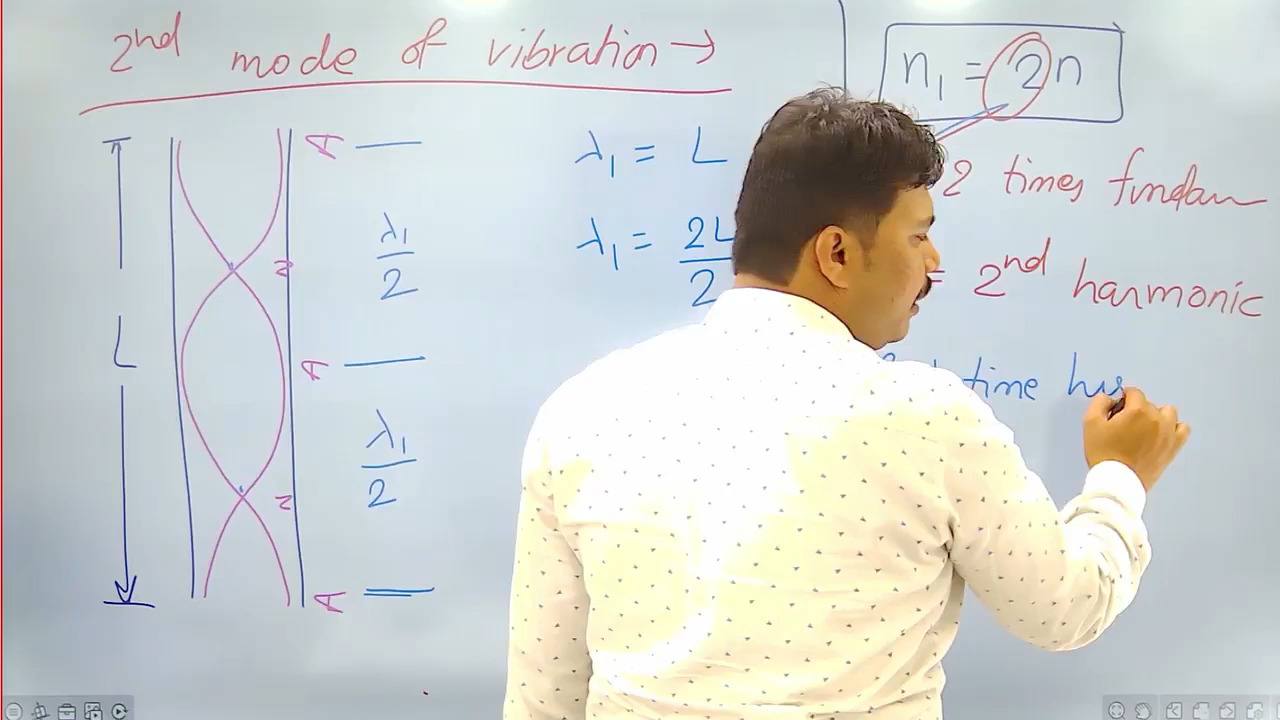 2nd mode of vibration →
n₁ = 2n
A
λ₁ = L
2 times fundam
λ₁/2
N
λ₁ = 2L/2
= 2nd harmonic
L
A
time
λ₁/2
N
A